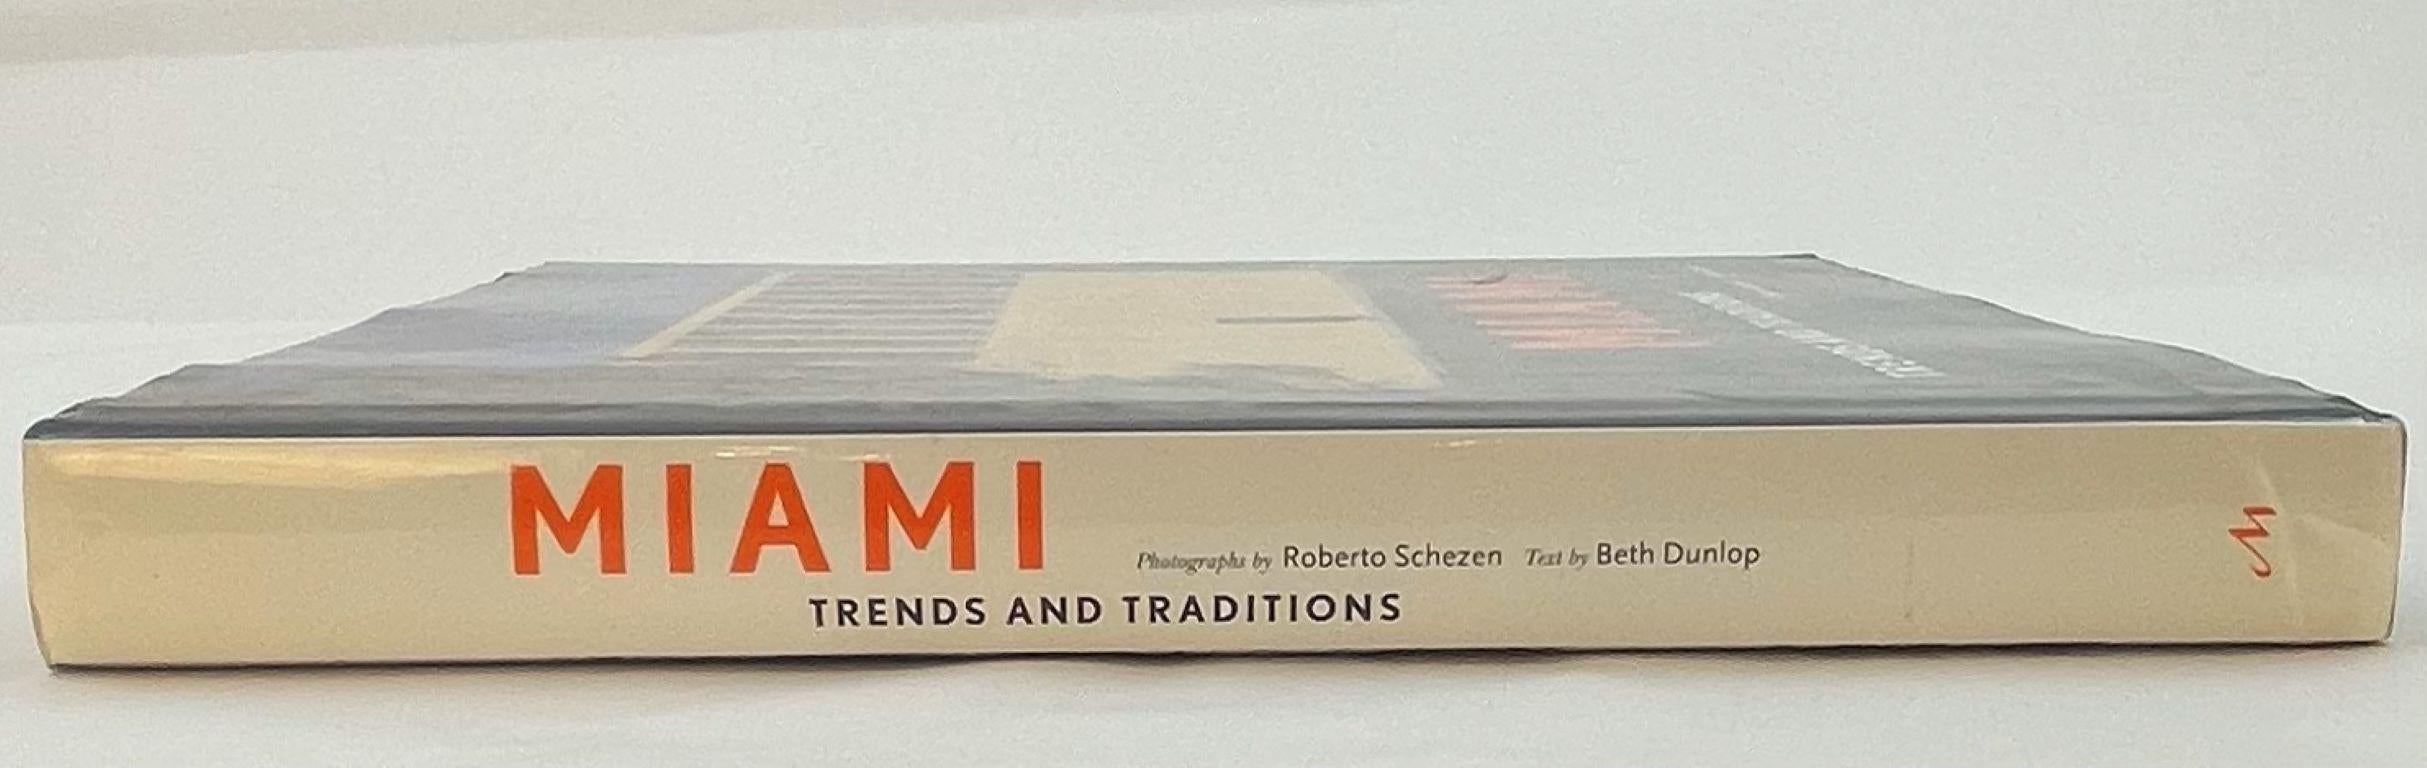 MIAMI
Photographs by Roberto Schezen Text by Beth Dunlop
TRENDS AND TRADITIONS